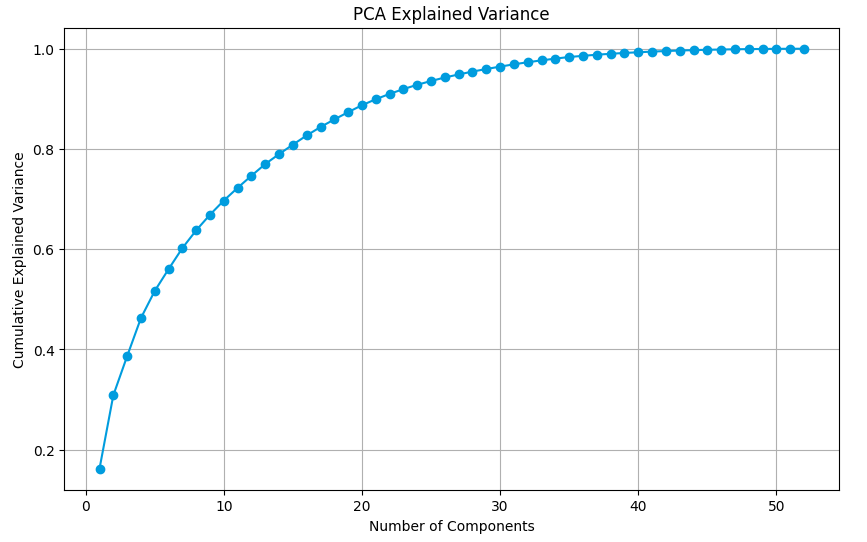 PCA Explained Variance
1.0
0.8
0.6
0.4
0.2
Cumulative Explained Variance
0 10 20 30 40 50
Number of Components